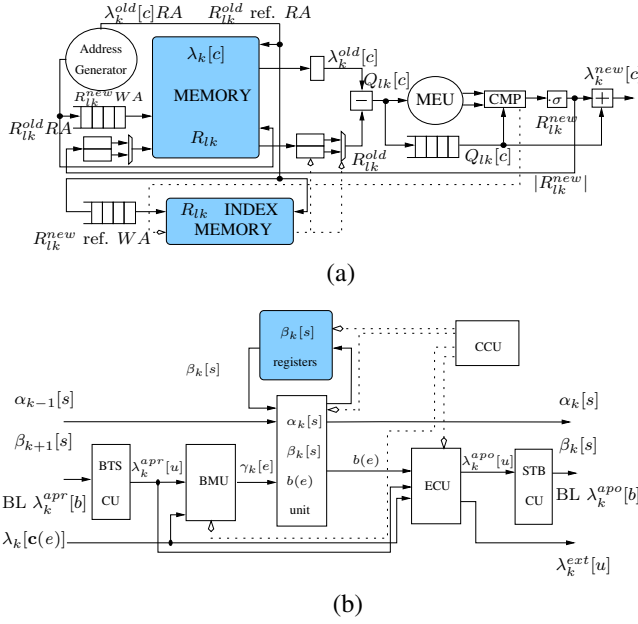 λ_k^{old}[c]RA R_{lk}^{old} ref. RA
Address
Generator
λ_k[c]
MEMORY
R_{lk}
λ_k^{old}[c]
Q_{lk}[c]
−
MEU
CMP
·σ
+
λ_k^{new}[c
R_{lk}^{new} WA
R_{lk}^{old}RA
R_{lk}^{old}
R_{lk}^{new}
Q_{lk}[c]
|R_{lk}^{new}|
R_{lk} INDEX
MEMORY
R_{lk}^{new} ref. WA
(a)
β_k[s]
registers
CCU
β_k[s]
α_{k−1}[s]
α_k[s]
α_k[s]
β_{k+1}[s]
β_k[s]
β_k[s]
BTS
CU
λ_k^{apr}[u]
BMU
γ_k[e]
b(e)
unit
b(e)
ECU
λ_k^{apo}[u]
STB
CU
BL λ_k^{apr}[b]
BL λ_k^{apo}[b]
λ_k[c(e)]
λ_k^{ext}[u]
(b)